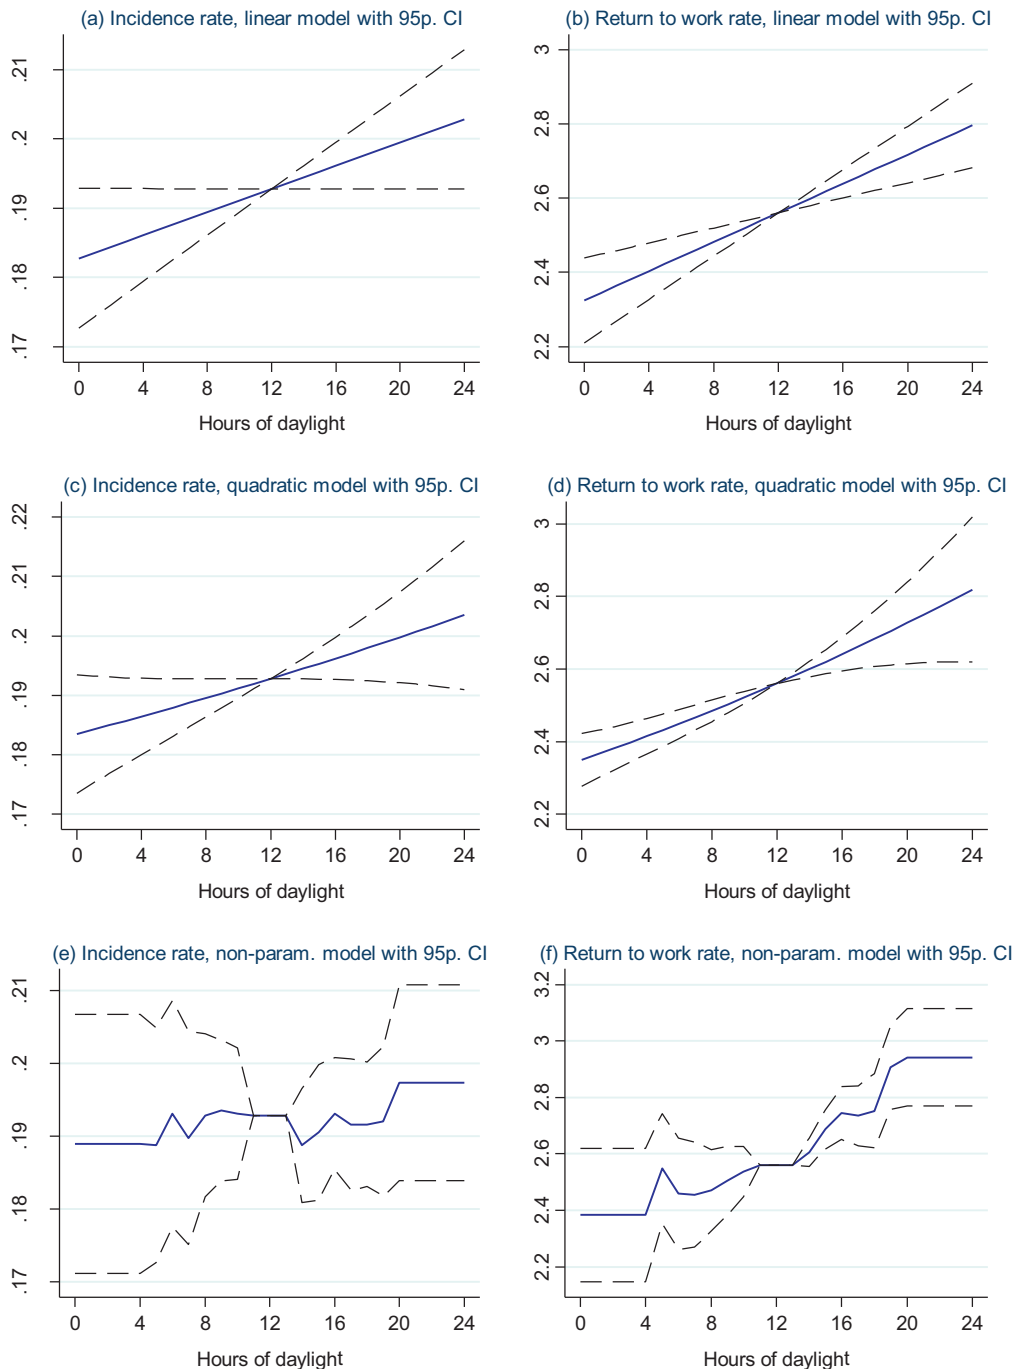 (a) Incidence rate, linear model with 95p. CI
.21
.2
.19
.18
.17
0 4 8 12 16 20 24
Hours of daylight
(b) Return to work rate, linear model with 95p. CI
3
2.8
2.6
2.4
2.2
0 4 8 12 16 20 24
Hours of daylight
(c) Incidence rate, quadratic model with 95p. CI
.22
.21
.2
.19
.18
.17
0 4 8 12 16 20 24
Hours of daylight
(d) Return to work rate, quadratic model with 95p. CI
3
2.8
2.6
2.4
2.2
0 4 8 12 16 20 24
Hours of daylight
(e) Incidence rate, non-param. model with 95p. CI
.21
.2
.19
.18
.17
0 4 8 12 16 20 24
Hours of daylight
(f) Return to work rate, non-param. model with 95p. CI
3.2
3
2.8
2.6
2.4
2.2
0 4 8 12 16 20 24
Hours of daylight